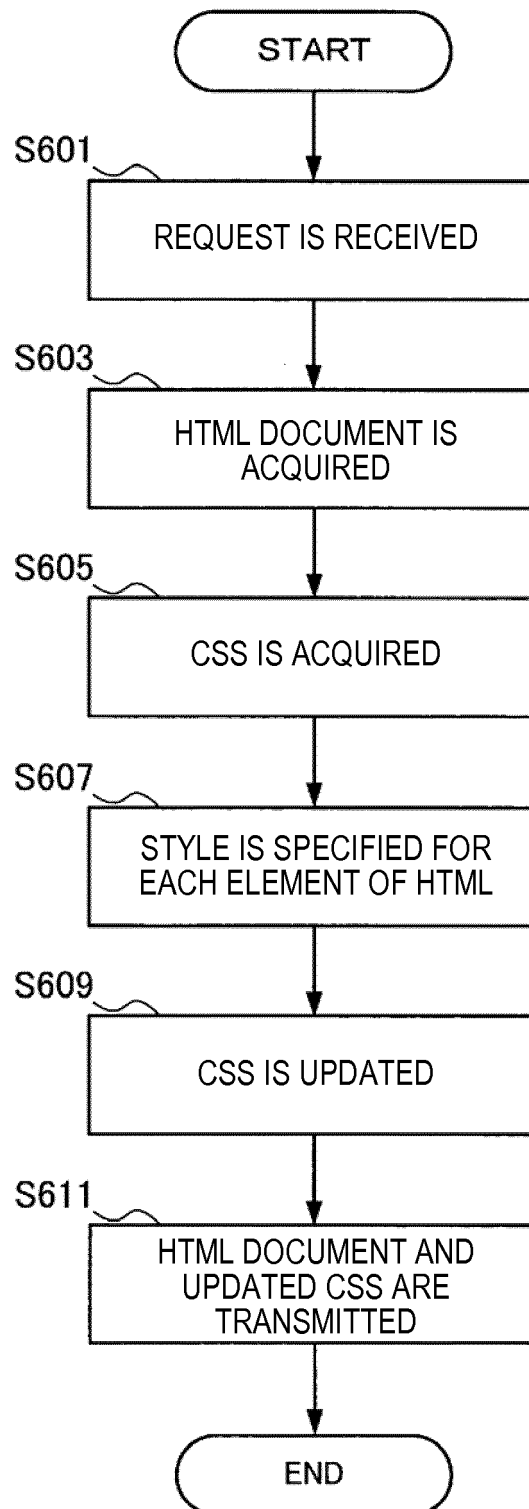 START
S601
REQUEST IS RECEIVED
S603
HTML DOCUMENT IS
ACQUIRED
S605
CSS IS ACQUIRED
S607
STYLE IS SPECIFIED FOR
EACH ELEMENT OF HTML
S609
CSS IS UPDATED
S611
HTML DOCUMENT AND
UPDATED CSS ARE
TRANSMITTED
END